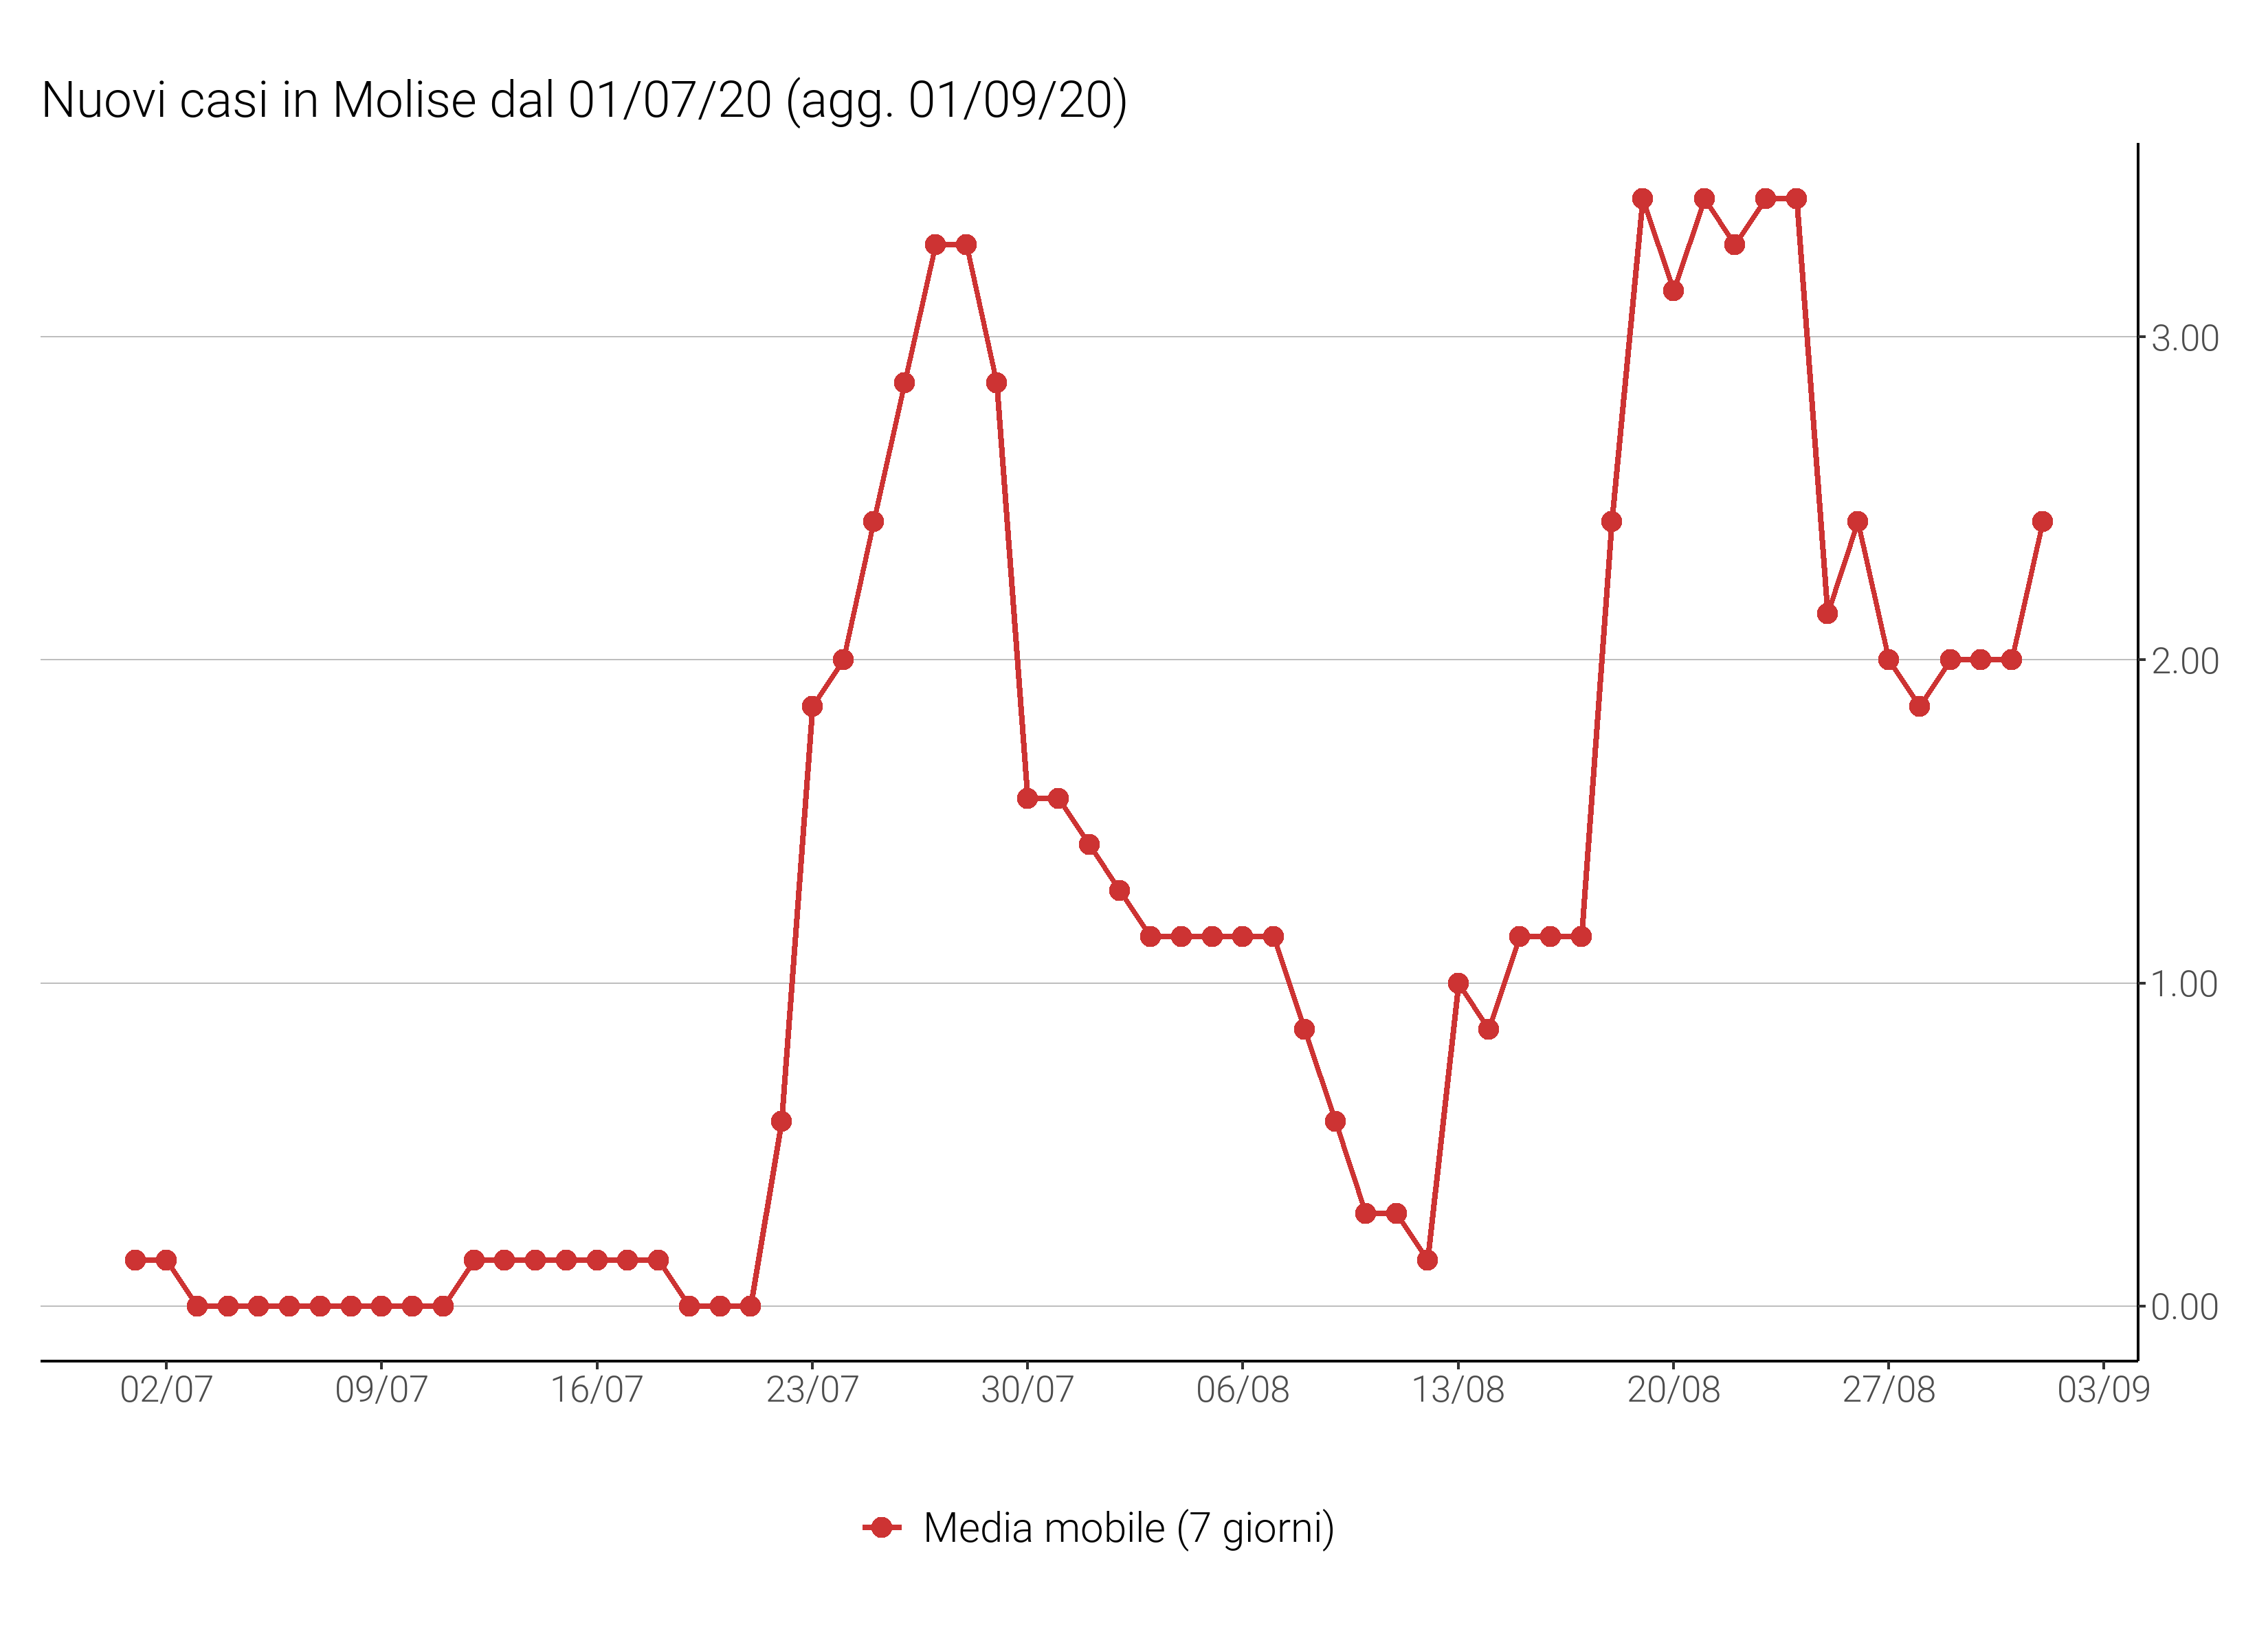 Nuovi casi in Molise dal 01/07/20 (agg. 01/09/20)
3.00
2.00
1.00
0.00
02/07 09/07 16/07 23/07 30/07 06/08 13/08 20/08 27/08 03/09
Media mobile (7 giorni)